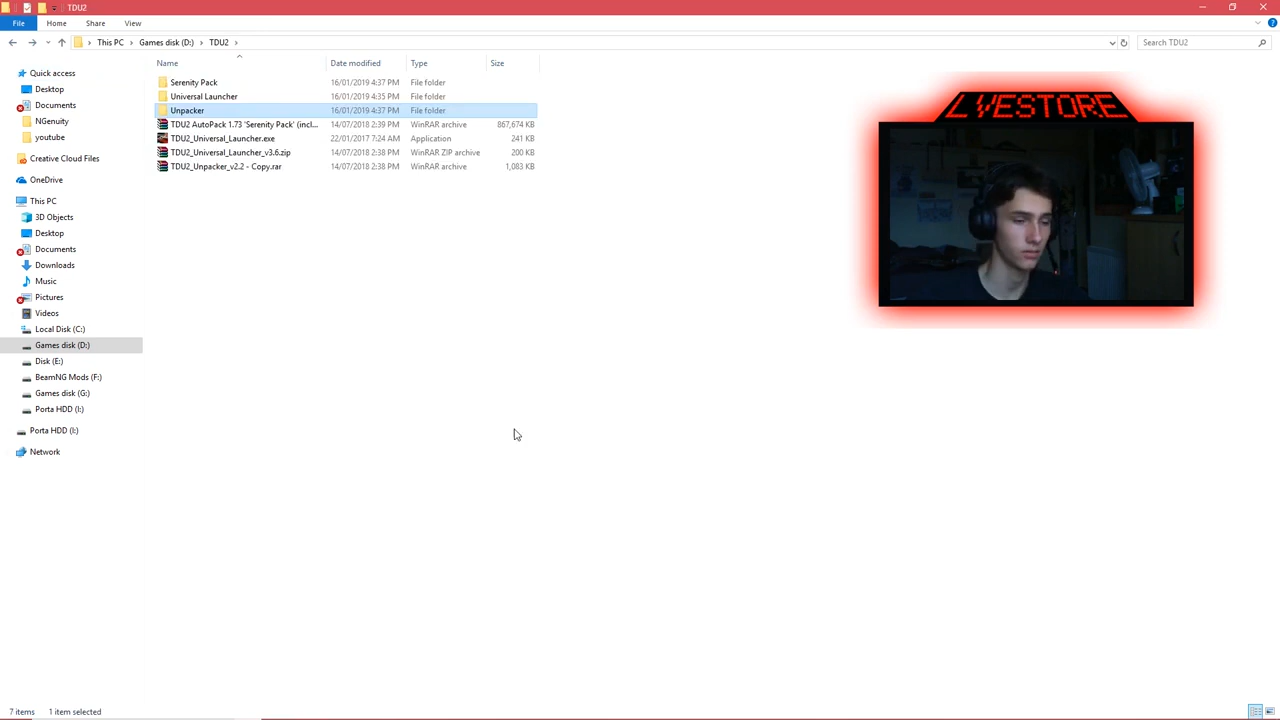 TDU2
File Home Share View
This PC Games disk (D:) TDU2 Search TDU2
Name Date modified Type Size
Quick access
Desktop
Documents
NGenuity
youtube
Creative Cloud Files
OneDrive
This PC
3D Objects
Desktop
Documents
Downloads
Music
Pictures
Videos
Local Disk (C:)
Games disk (D:)
Disk (E:)
BeamNG Mods (F:)
Games disk (G:)
Porta HDD (I:)
Porta HDD (I:)
Network
Serenity Pack 16/01/2019 4:37 PM File folder
Universal Launcher 16/01/2019 4:35 PM File folder
Unpacker 16/01/2019 4:37 PM File folder
TDU2 AutoPack 1.73 'Serenity Pack' (incl... 14/07/2018 2:39 PM WinRAR archive 867,674 KB
TDU2_Universal_Launcher.exe 22/01/2018 7:24 AM Application 241 KB
TDU2_Universal_Launcher_v3.6.zip 14/07/2018 2:38 PM WinRAR ZIP archive 200 KB
TDU2_Unpacker_v2.2 - Copy.rar 14/07/2018 2:38 PM WinRAR archive 1,083 KB
LYESTORE
7 items 1 item selected